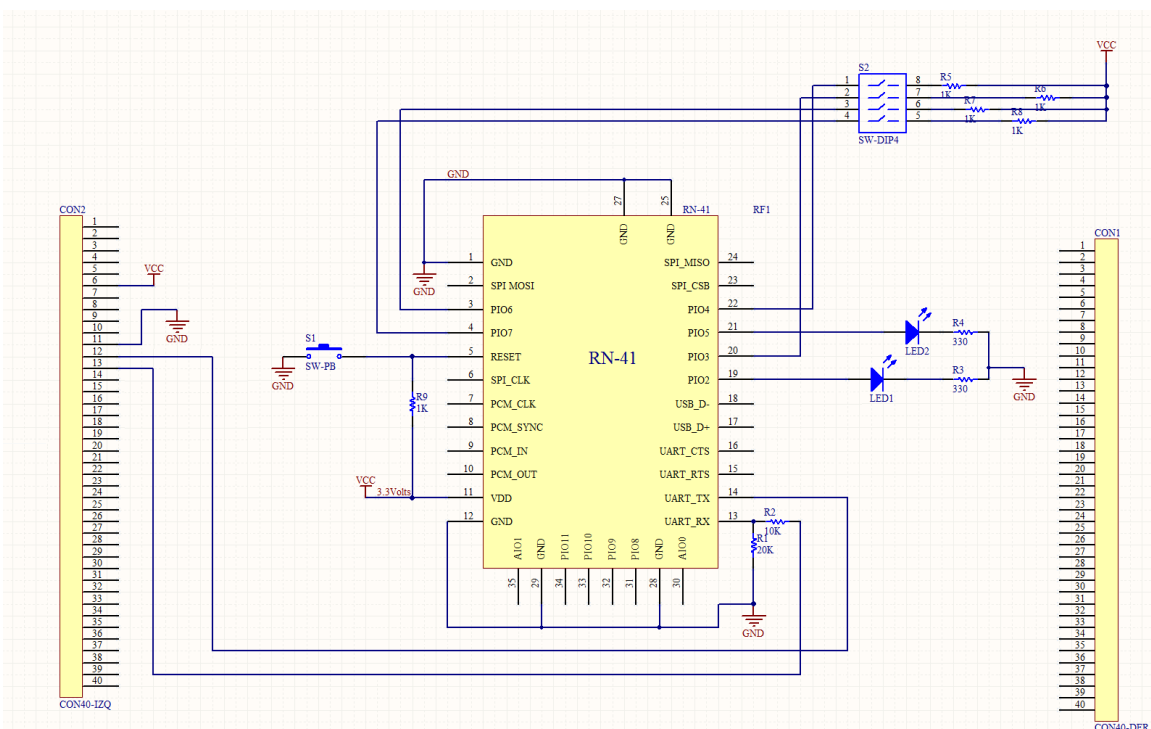 VCC
S2
1 8 R5
2 7 R6
1K
3 6 R7
1K
4 5 R8
1K
1K
SW-DIP4
GND
27
25
RN-41
RF1
GND
GND
CON2
1
2
3
4
5
6
7
8
9
10
11
12
13
14
15
16
17
18
19
20
21
22
23
24
25
26
27
28
29
30
31
32
33
34
35
36
37
38
39
40
CON40-IZQ
VCC
GND
S1
SW-PB
GND
R9
1K
VCC
3.3Volts
GND
1 GND
2 SPI MOSI
3 PIO6
4 PIO7
5 RESET
6 SPI_CLK
7 PCM_CLK
8 PCM_SYNC
9 PCM_IN
10 PCM_OUT
11 VDD
12 GND
RN-41
SPI_MISO 24
SPI_CSB 23
PIO4 22
PIO5 21
PIO3 20
PIO2 19
USB_D- 18
USB_D+ 17
UART_CTS 16
UART_RTS 15
UART_TX 14
UART_RX 13
AIO1
GND
PIO11
PIO10
PIO9
PIO8
GND
AIO0
35
29
34
33
32
31
28
30
R2
10K
R1
20K
GND
LED2
R4
330
LED1
R3
330
GND
CON1
1
2
3
4
5
6
7
8
9
10
11
12
13
14
15
16
17
18
19
20
21
22
23
24
25
26
27
28
29
30
31
32
33
34
35
36
37
38
39
40
CON40-DER